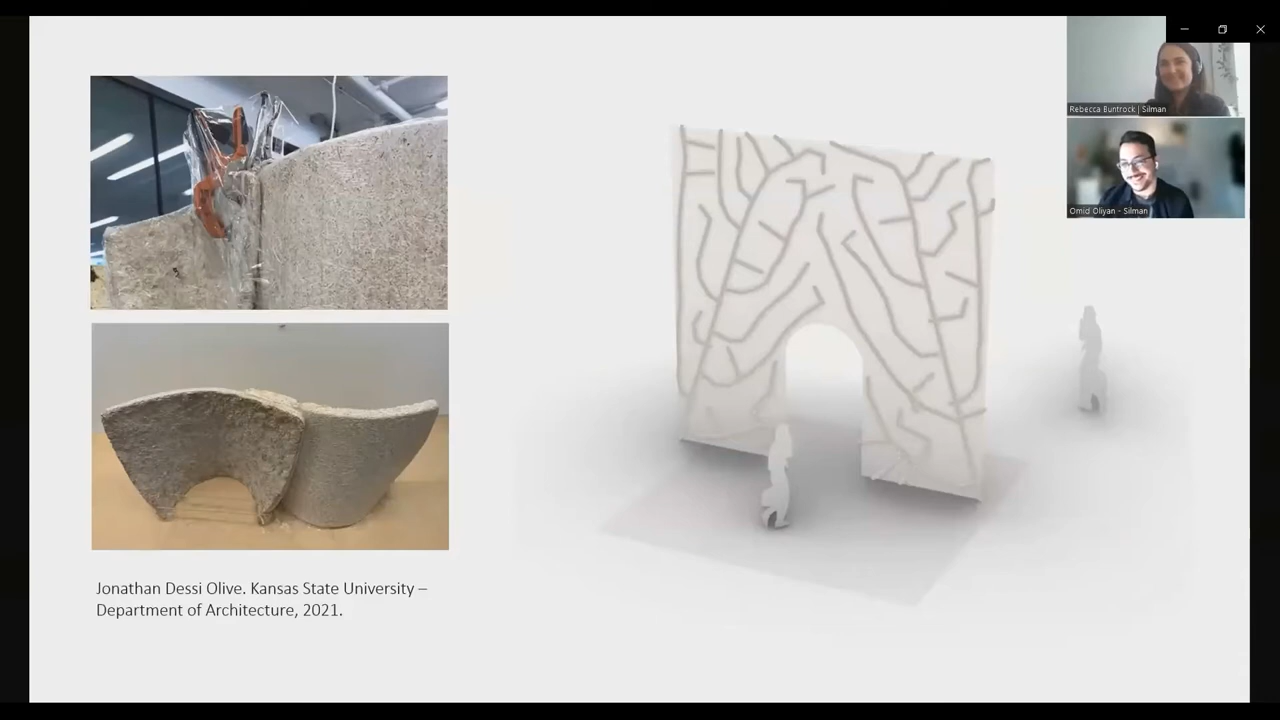 Rebecca Buntrock | Silman
Omid Oliyan - Silman
Jonathan Dessi Olive. Kansas State University –
Department of Architecture, 2021.